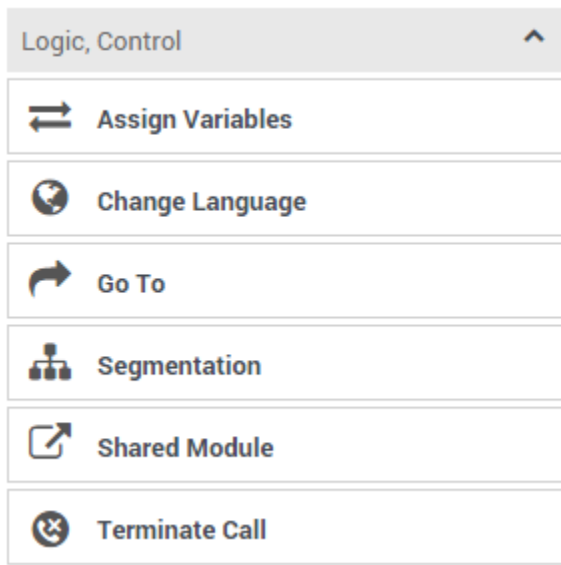 Logic, Control
Assign Variables
Change Language
Go To
Segmentation
Shared Module
Terminate Call